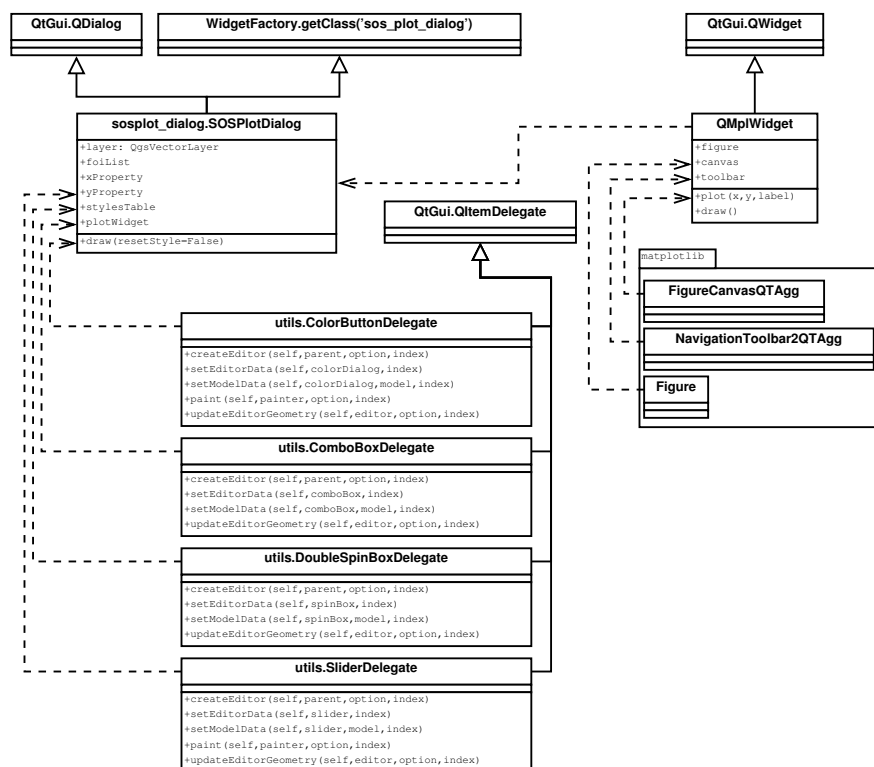 QtGui.QDialog
WidgetFactory.getClass('sos_plot_dialog')
QtGui.QWidget
sosplot_dialog.SOSPlotDialog
+layer: QgsVectorLayer
+foiList
+xProperty
+yProperty
+stylesTable
+plotWidget
+draw(resetStyle=False)
QMplWidget
+figure
+canvas
+toolbar
+plot(x,y,label)
+draw()
QtGui.QItemDelegate
matplotlib
FigureCanvasQTAgg
NavigationToolbar2QTAgg
Figure
utils.ColorButtonDelegate
+createEditor(self,parent,option,index)
+setEditorData(self,colorDialog,index)
+setModelData(self,colorDialog,model,index)
+paint(self,painter,option,index)
+updateEditorGeometry(self,editor,option,index)
utils.ComboBoxDelegate
+createEditor(self,parent,option,index)
+setEditorData(self,comboBox,index)
+setModelData(self,comboBox,model,index)
+updateEditorGeometry(self,editor,option,index)
utils.DoubleSpinBoxDelegate
+createEditor(self,parent,option,index)
+setEditorData(self,spinBox,index)
+setModelData(self,spinBox,model,index)
+updateEditorGeometry(self,editor,option,index)
utils.SliderDelegate
+createEditor(self,parent,option,index)
+setEditorData(self,slider,index)
+setModelData(self,slider,model,index)
+paint(self,painter,option,index)
+updateEditorGeometry(self,editor,option,index)